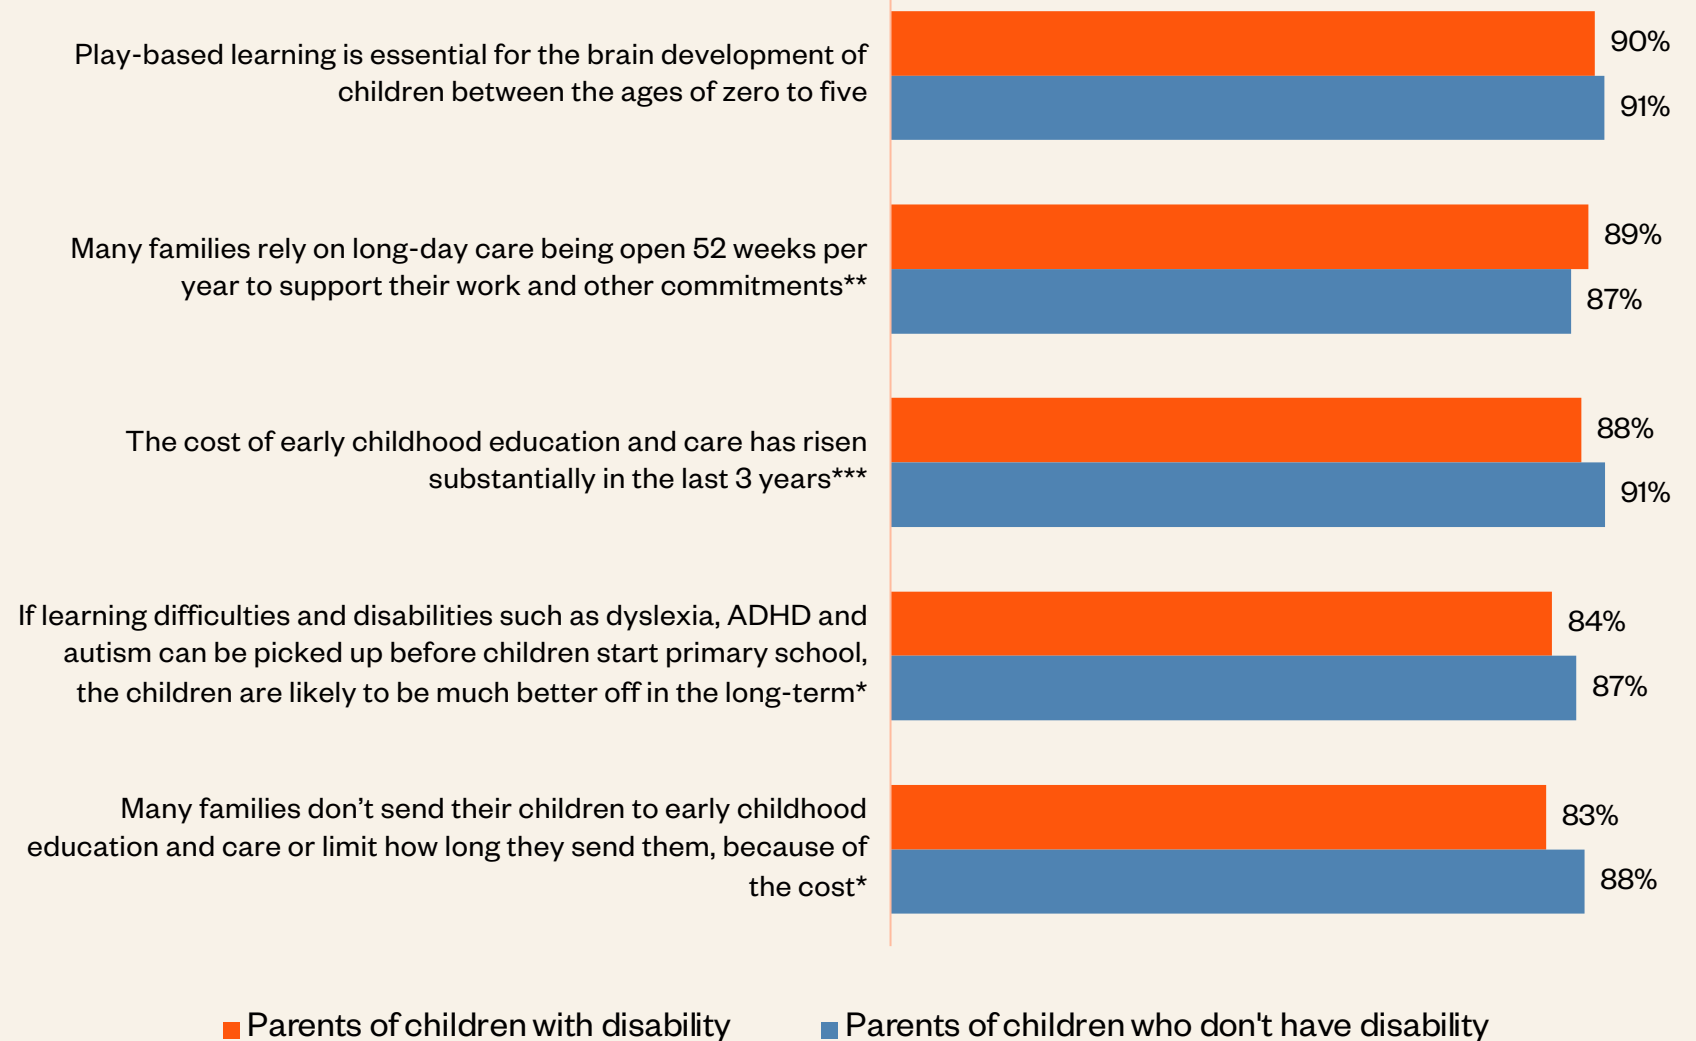 Play-based learning is essential for the brain development of
children between the ages of zero to five
90%
91%
Many families rely on long-day care being open 52 weeks per
year to support their work and other commitments**
89%
87%
The cost of early childhood education and care has risen
substantially in the last 3 years***
88%
91%
If learning difficulties and disabilities such as dyslexia, ADHD and
autism can be picked up before children start primary school,
the children are likely to be much better off in the long-term*
84%
87%
Many families don’t send their children to early childhood
education and care or limit how long they send them, because of
the cost*
83%
88%
Parents of children with disability
Parents of children who don't have disability